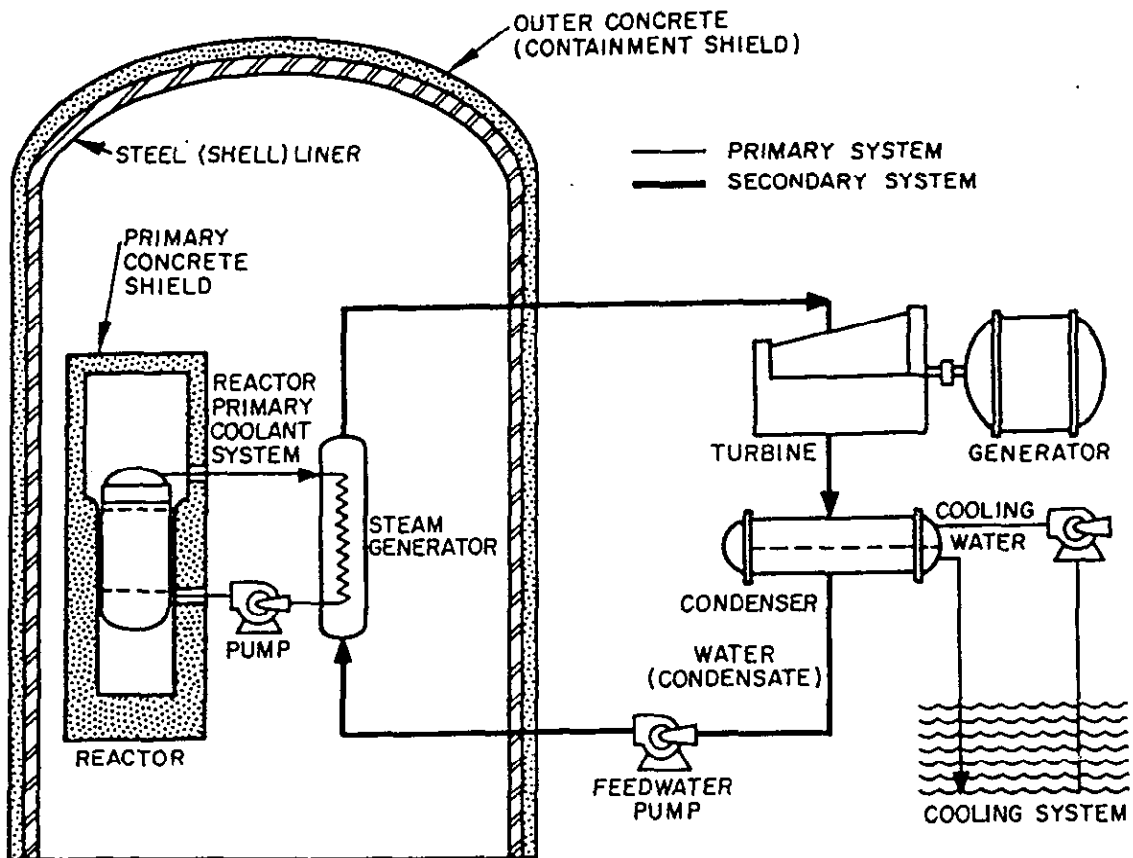 OUTER CONCRETE
(CONTAINMENT SHIELD)
STEEL (SHELL) LINER
PRIMARY SYSTEM
SECONDARY SYSTEM
PRIMARY
CONCRETE
SHIELD
REACTOR
PRIMARY
COOLANT
SYSTEM
STEAM
GENERATOR
TURBINE
GENERATOR
COOLING
WATER
CONDENSER
PUMP
WATER
(CONDENSATE)
REACTOR
FEEDWATER
PUMP
COOLING SYSTEM